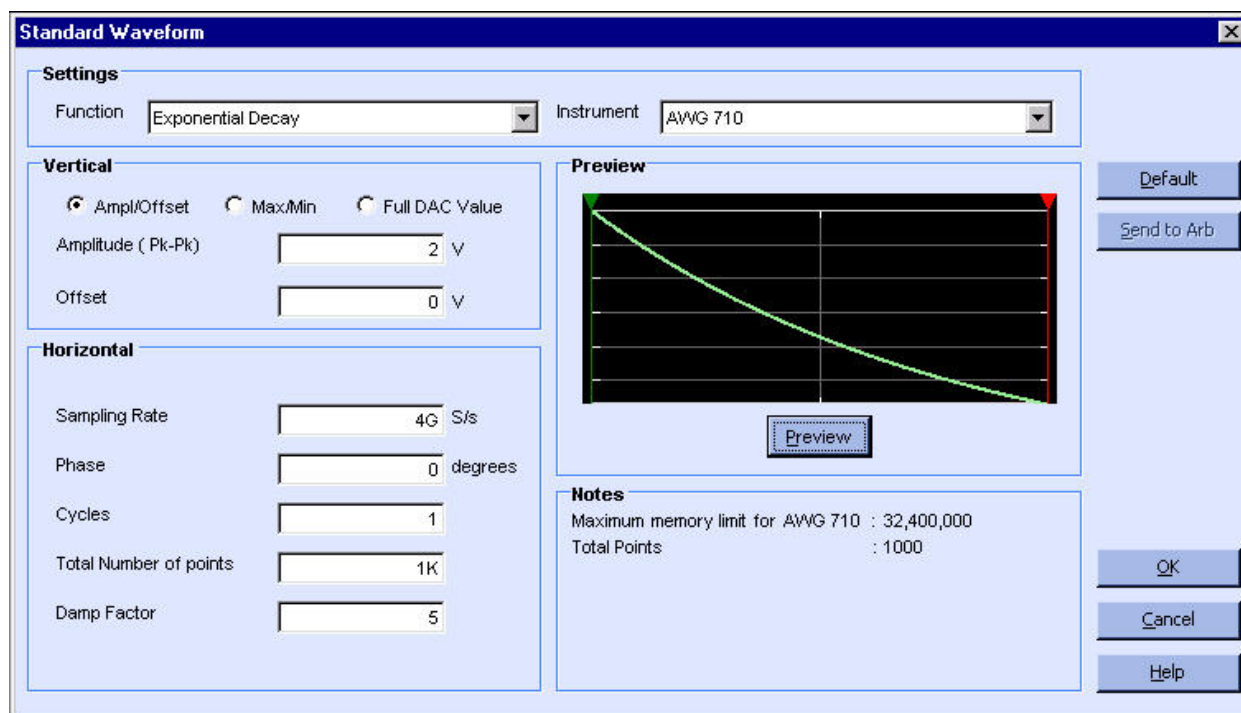 Standard Waveform
Settings
Function Exponential Decay Instrument AWG 710
Vertical
Ampl/Offset Max/Min Full DAC Value
Amplitude ( Pk-Pk) 2 V
Offset 0 V
Horizontal
Sampling Rate 4G S/s
Phase 0 degrees
Cycles 1
Total Number of points 1K
Damp Factor 5
Preview
Preview
Notes
Maximum memory limit for AWG 710 : 32,400,000
Total Points : 1000
Default
Send to Arb
OK
Cancel
Help